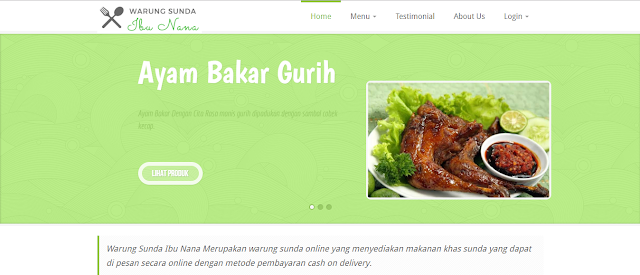 WARUNG SUNDA
Ibu Nana
Home Menu Testimonial About Us Login
Ayam Bakar Gurih
Ayam Bakar Dengan Cita Rasa manis gurih dipadukan dengan sambal cobek
LIHAT PRODUK
Warung Sunda Ibu Nana Merupakan warung sunda online yang menyediakan makanan khas sunda yang dapat
di pesan secara online dengan metode pembayaran cash on delivery.